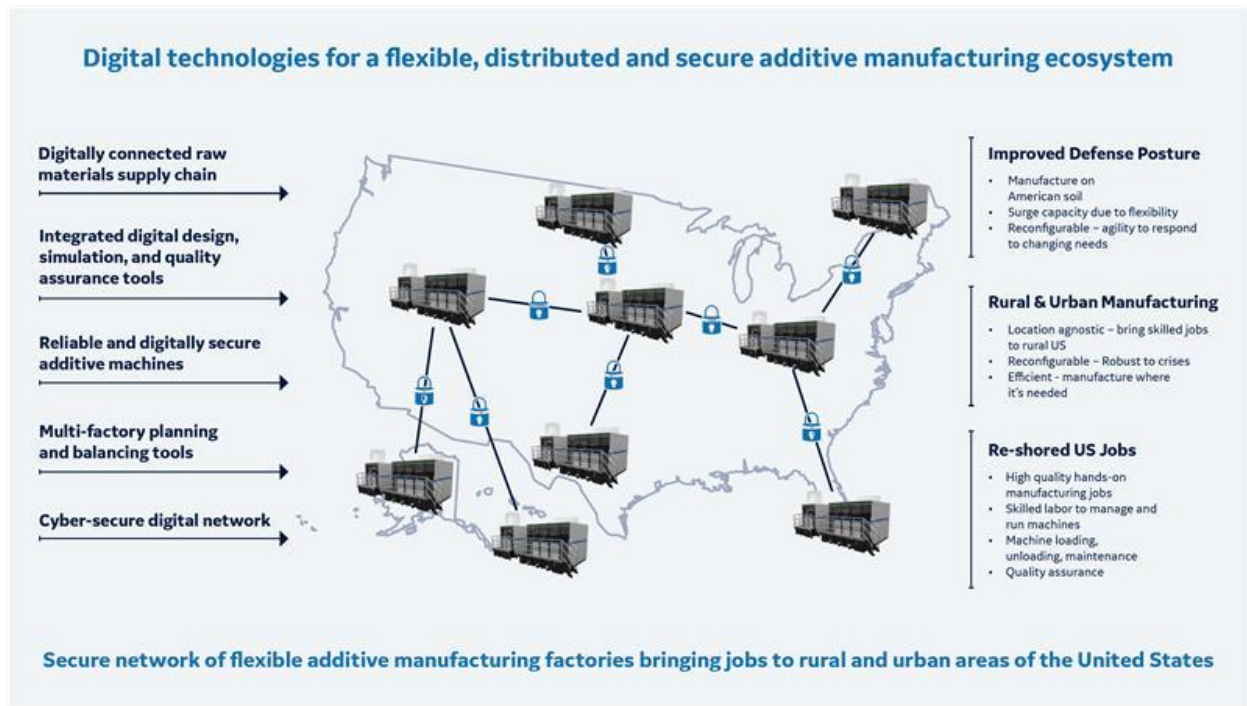 Digital technologies for a flexible, distributed and secure additive manufacturing ecosystem
Digitally connected raw
materials supply chain
Integrated digital design,
simulation, and quality
assurance tools
Reliable and digitally secure
additive machines
Multi-factory planning
and balancing tools
Cyber-secure digital network
Improved Defense Posture
• Manufacture on
American soil
• Surge capacity due to flexibility
• Reconfigurable – agility to respond
to changing needs
Rural & Urban Manufacturing
• Location agnostic – bring skilled jobs
to rural US
• Reconfigurable – Robust to crises
• Efficient - manufacture where
it's needed
Re-shored US Jobs
• High quality hands-on
manufacturing jobs
• Skilled labor to manage and
run machines
• Machine loading,
unloading, maintenance
• Quality assurance
Secure network of flexible additive manufacturing factories bringing jobs to rural and urban areas of the United States